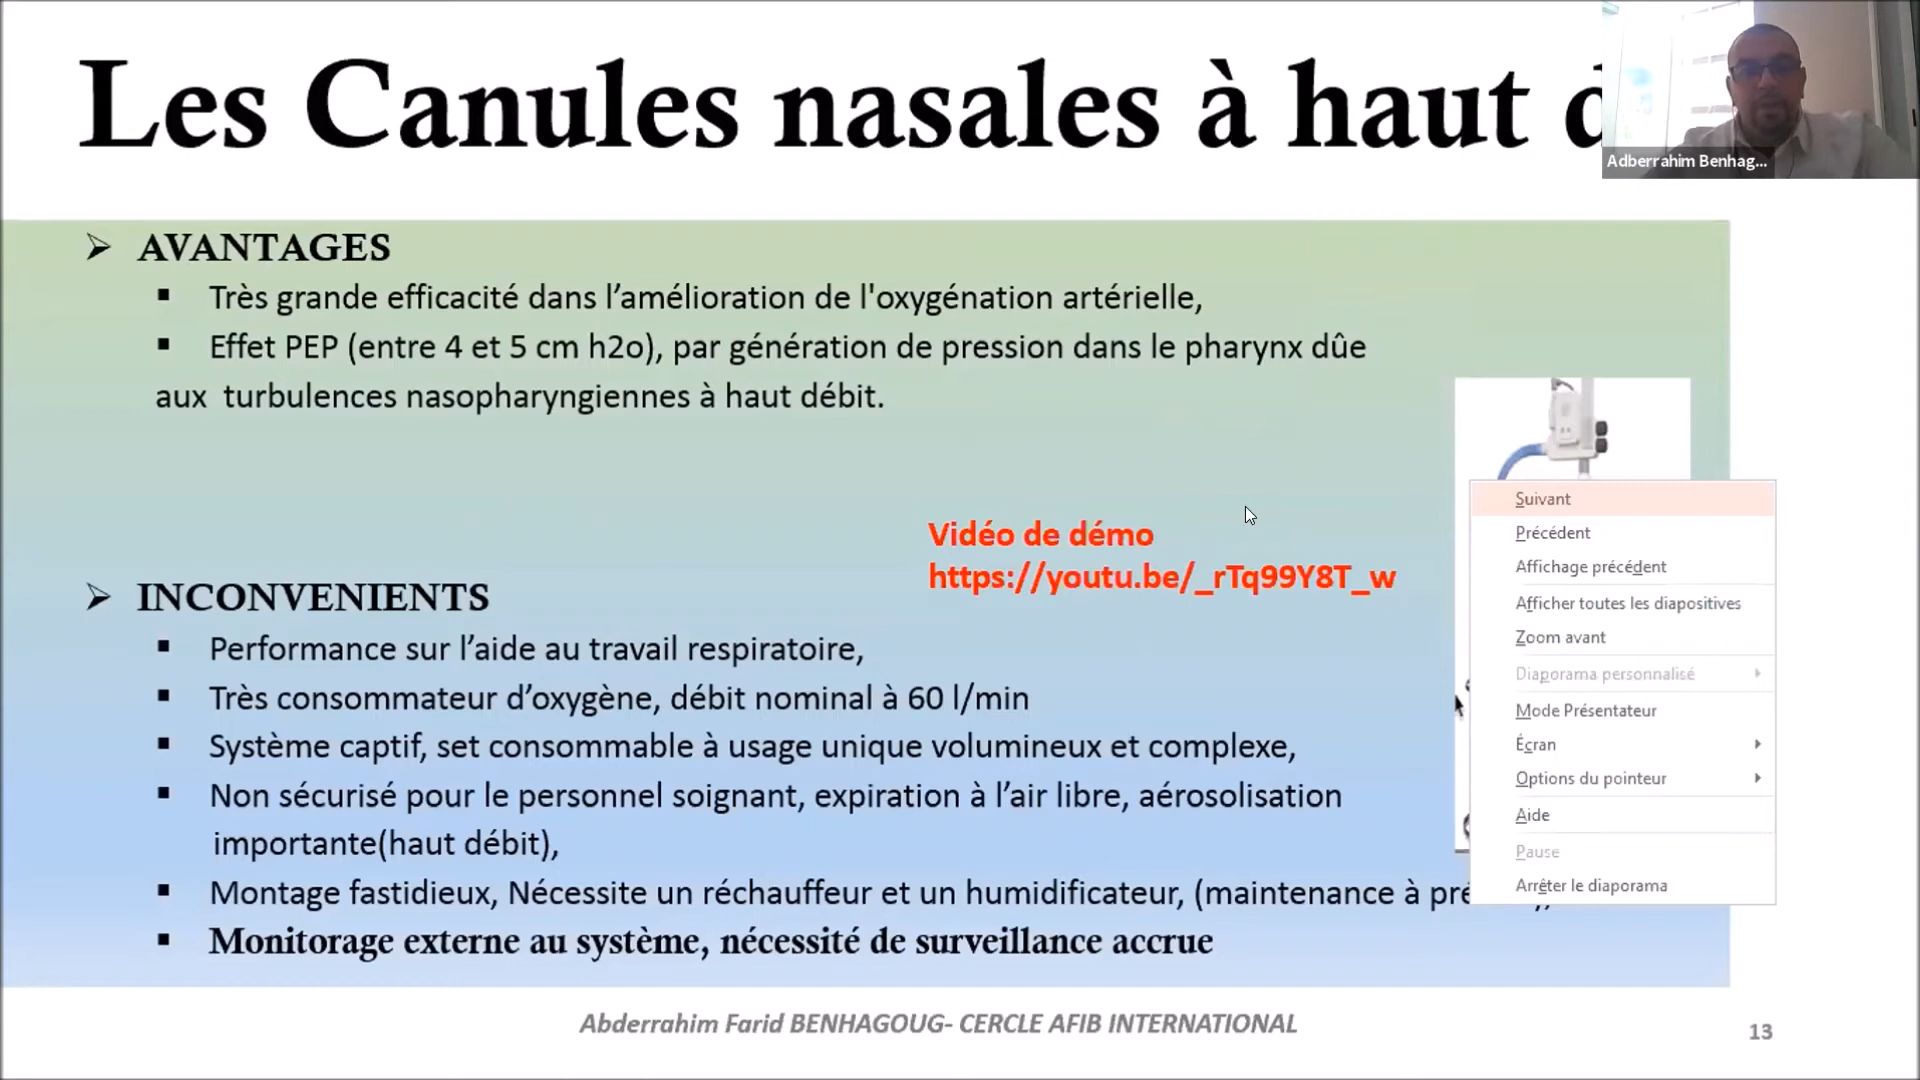 Les Canules nasales à haut
Adberrahim Benhag...
➢ AVANTAGES
▪ Très grande efficacité dans l’amélioration de l'oxygénation artérielle,
▪ Effet PEP (entre 4 et 5 cm h2o), par génération de pression dans le pharynx dûe
aux turbulences nasopharyngiennes à haut débit.
Vidéo de démo
https://youtu.be/_rTq99Y8T_w
➢ INCONVENIENTS
▪ Performance sur l’aide au travail respiratoire,
▪ Très consommateur d’oxygène, débit nominal à 60 l/min
▪ Système captif, set consommable à usage unique volumineux et complexe,
▪ Non sécurisé pour le personnel soignant, expiration à l’air libre, aérosolisation
importante(haut débit),
▪ Montage fastidieux, Nécessite un réchauffeur et un humidificateur, (maintenance à
▪ Monitorage externe au système, nécessité de surveillance accrue
Suivant
Précédent
Affichage précédent
Afficher toutes les diapositives
Zoom avant
Diaporama personnalisé
Mode Présentateur
Écran
Options du pointeur
Aide
Pause
Arrêter le diaporama
Abderrahim Farid BENHAGOUG- CERCLE AFIB INTERNATIONAL
13